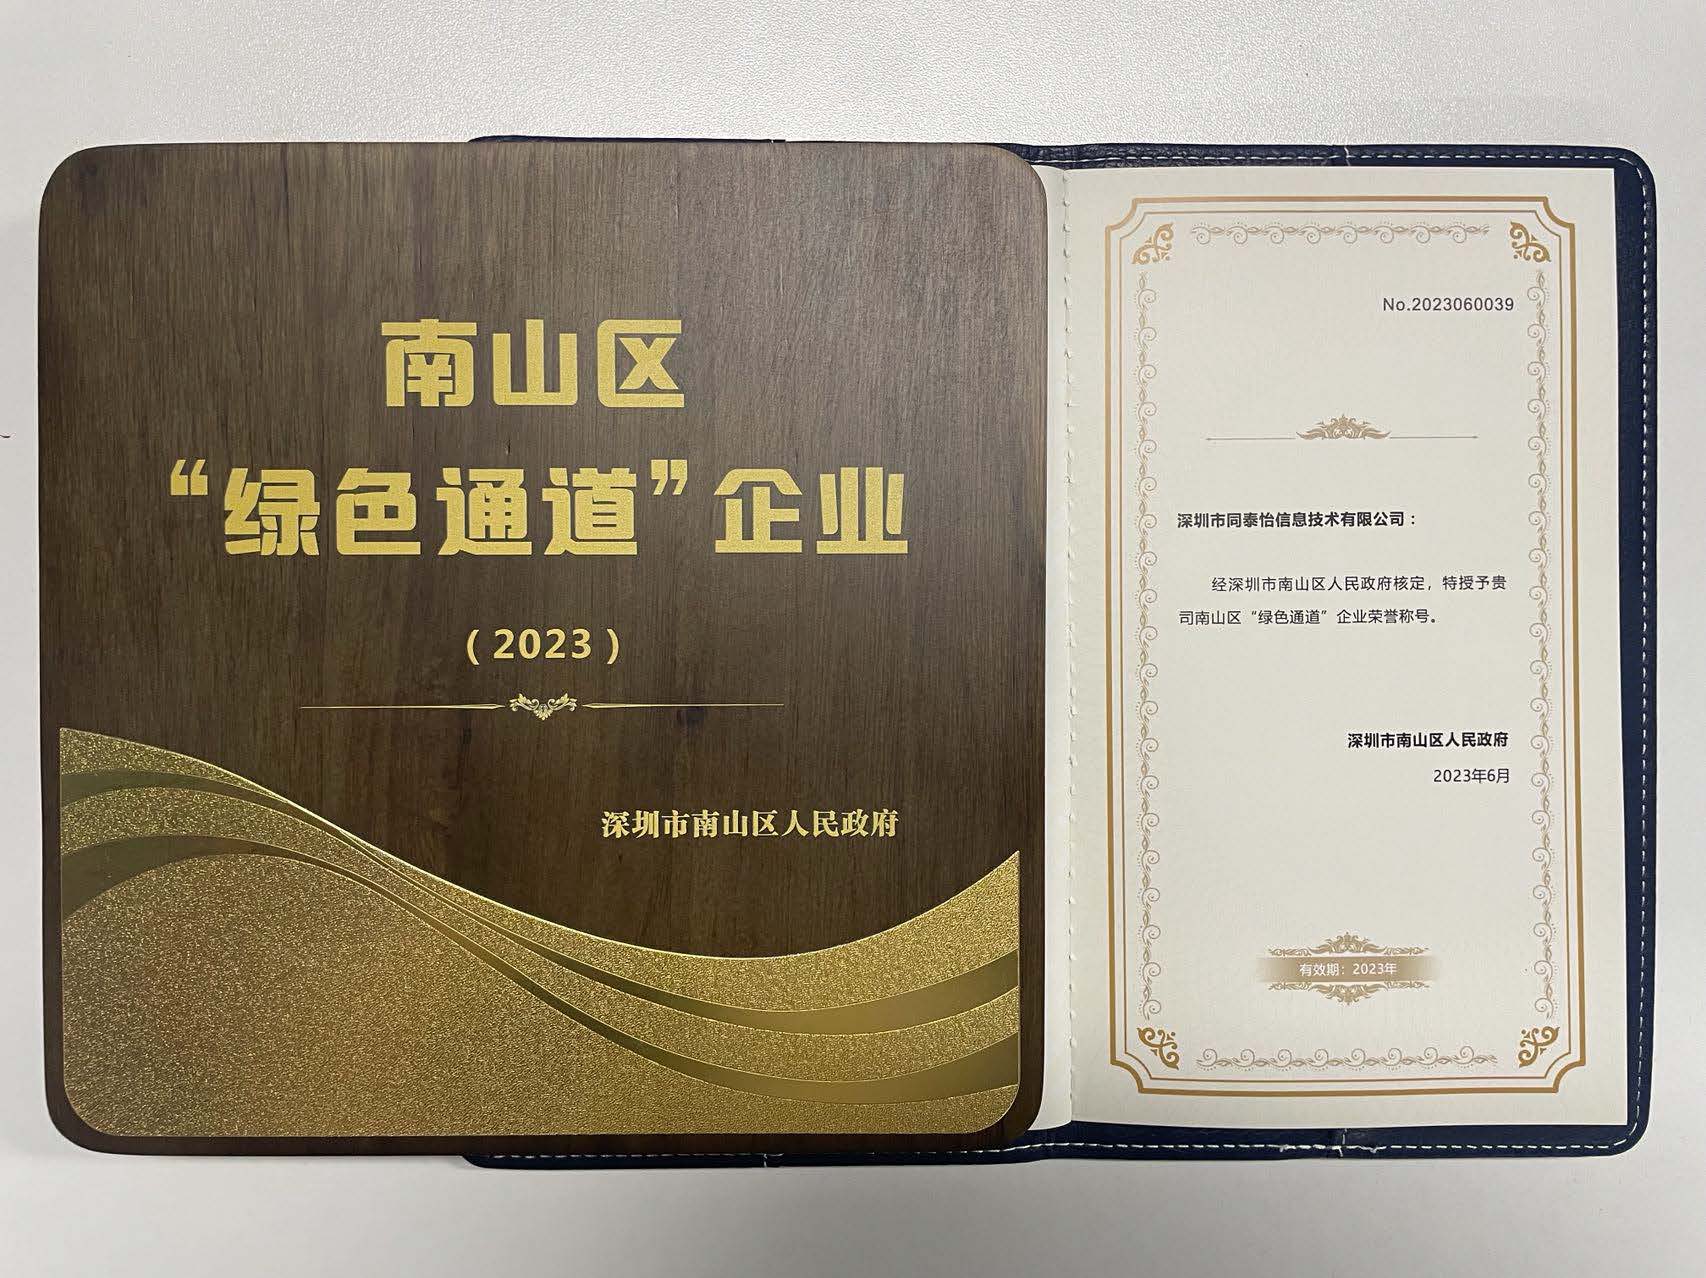 南山区
“绿色通道”企业
(2023)
深圳市南山区人民政府
No.2023060039
深圳市同泰怡信息技术有限公司：
经深圳市南山区人民政府核定，特授予贵
司南山区“绿色通道”企业荣誉称号。
深圳市南山区人民政府
2023年6月
有效期：2023年